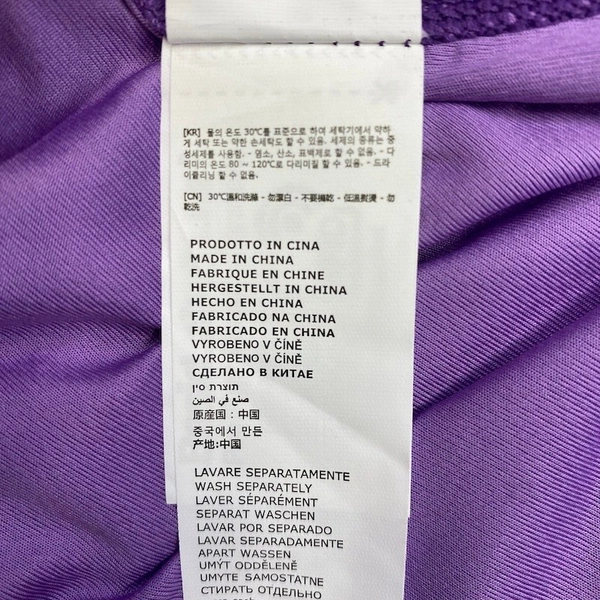 [KR] 물의 온도 30℃를 표준으로 하여 세탁기에서 약하
게 세탁 또는 약한 손세탁도 할 수 있음. 세제의 종류는 중
성세제를 사용함. - 염소, 산소, 표백제로 할 수 없음. - 다
리미의 온도 80 ~ 120℃로 다리미질 할 수 있음. - 드라
이클리닝 할 수 없음.
[CN] 30℃溫和洗滌 - 勿漂白 - 不要轉乾 - 低溫熨燙 - 勿
乾洗
PRODOTTO IN CINA
MADE IN CHINA
FABRIQUE EN CHINE
HERGESTELLT IN CHINA
HECHO EN CHINA
FABRICADO NA CHINA
FABRICADO EN CHINA
VYROBENO V ČÍNĚ
VYROBENO V ČÍNĚ
СДЕЛАНО В КИТАЕ
תוצרת סין
صنع في الصين
原産国：中国
중국에서 만든
产地:中国
LAVARE SEPARATAMENTE
WASH SEPARATELY
LAVER SÉPARÉMENT
SEPARAT WASCHEN
LAVAR POR SEPARADO
LAVAR SEPARADAMENTE
APART WASSEN
UMÝT ODDĚLENĚ
UMYTE SAMOSTATNE
СТИРАТЬ ОТДЕЛЬНО